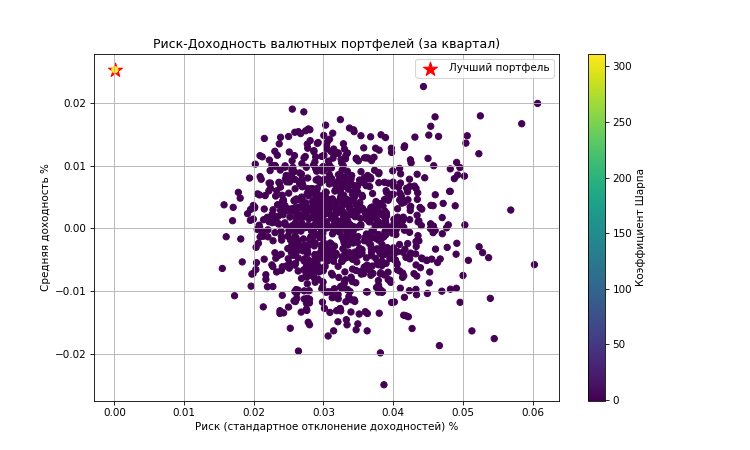 Риск-Доходность валютных портфелей (за квартал)
Лучший портфель
Средняя доходность %
0.02
0.01
0.00
−0.01
−0.02
0.00 0.01 0.02 0.03 0.04 0.05 0.06
Риск (стандартное отклонение доходностей) %
300
250
200
150
100
50
0
Коэффициент Шарпа